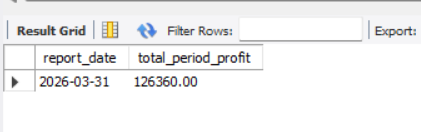 Result Grid Filter Rows: Export:
report_date total_period_profit
2026-03-31 126360.00